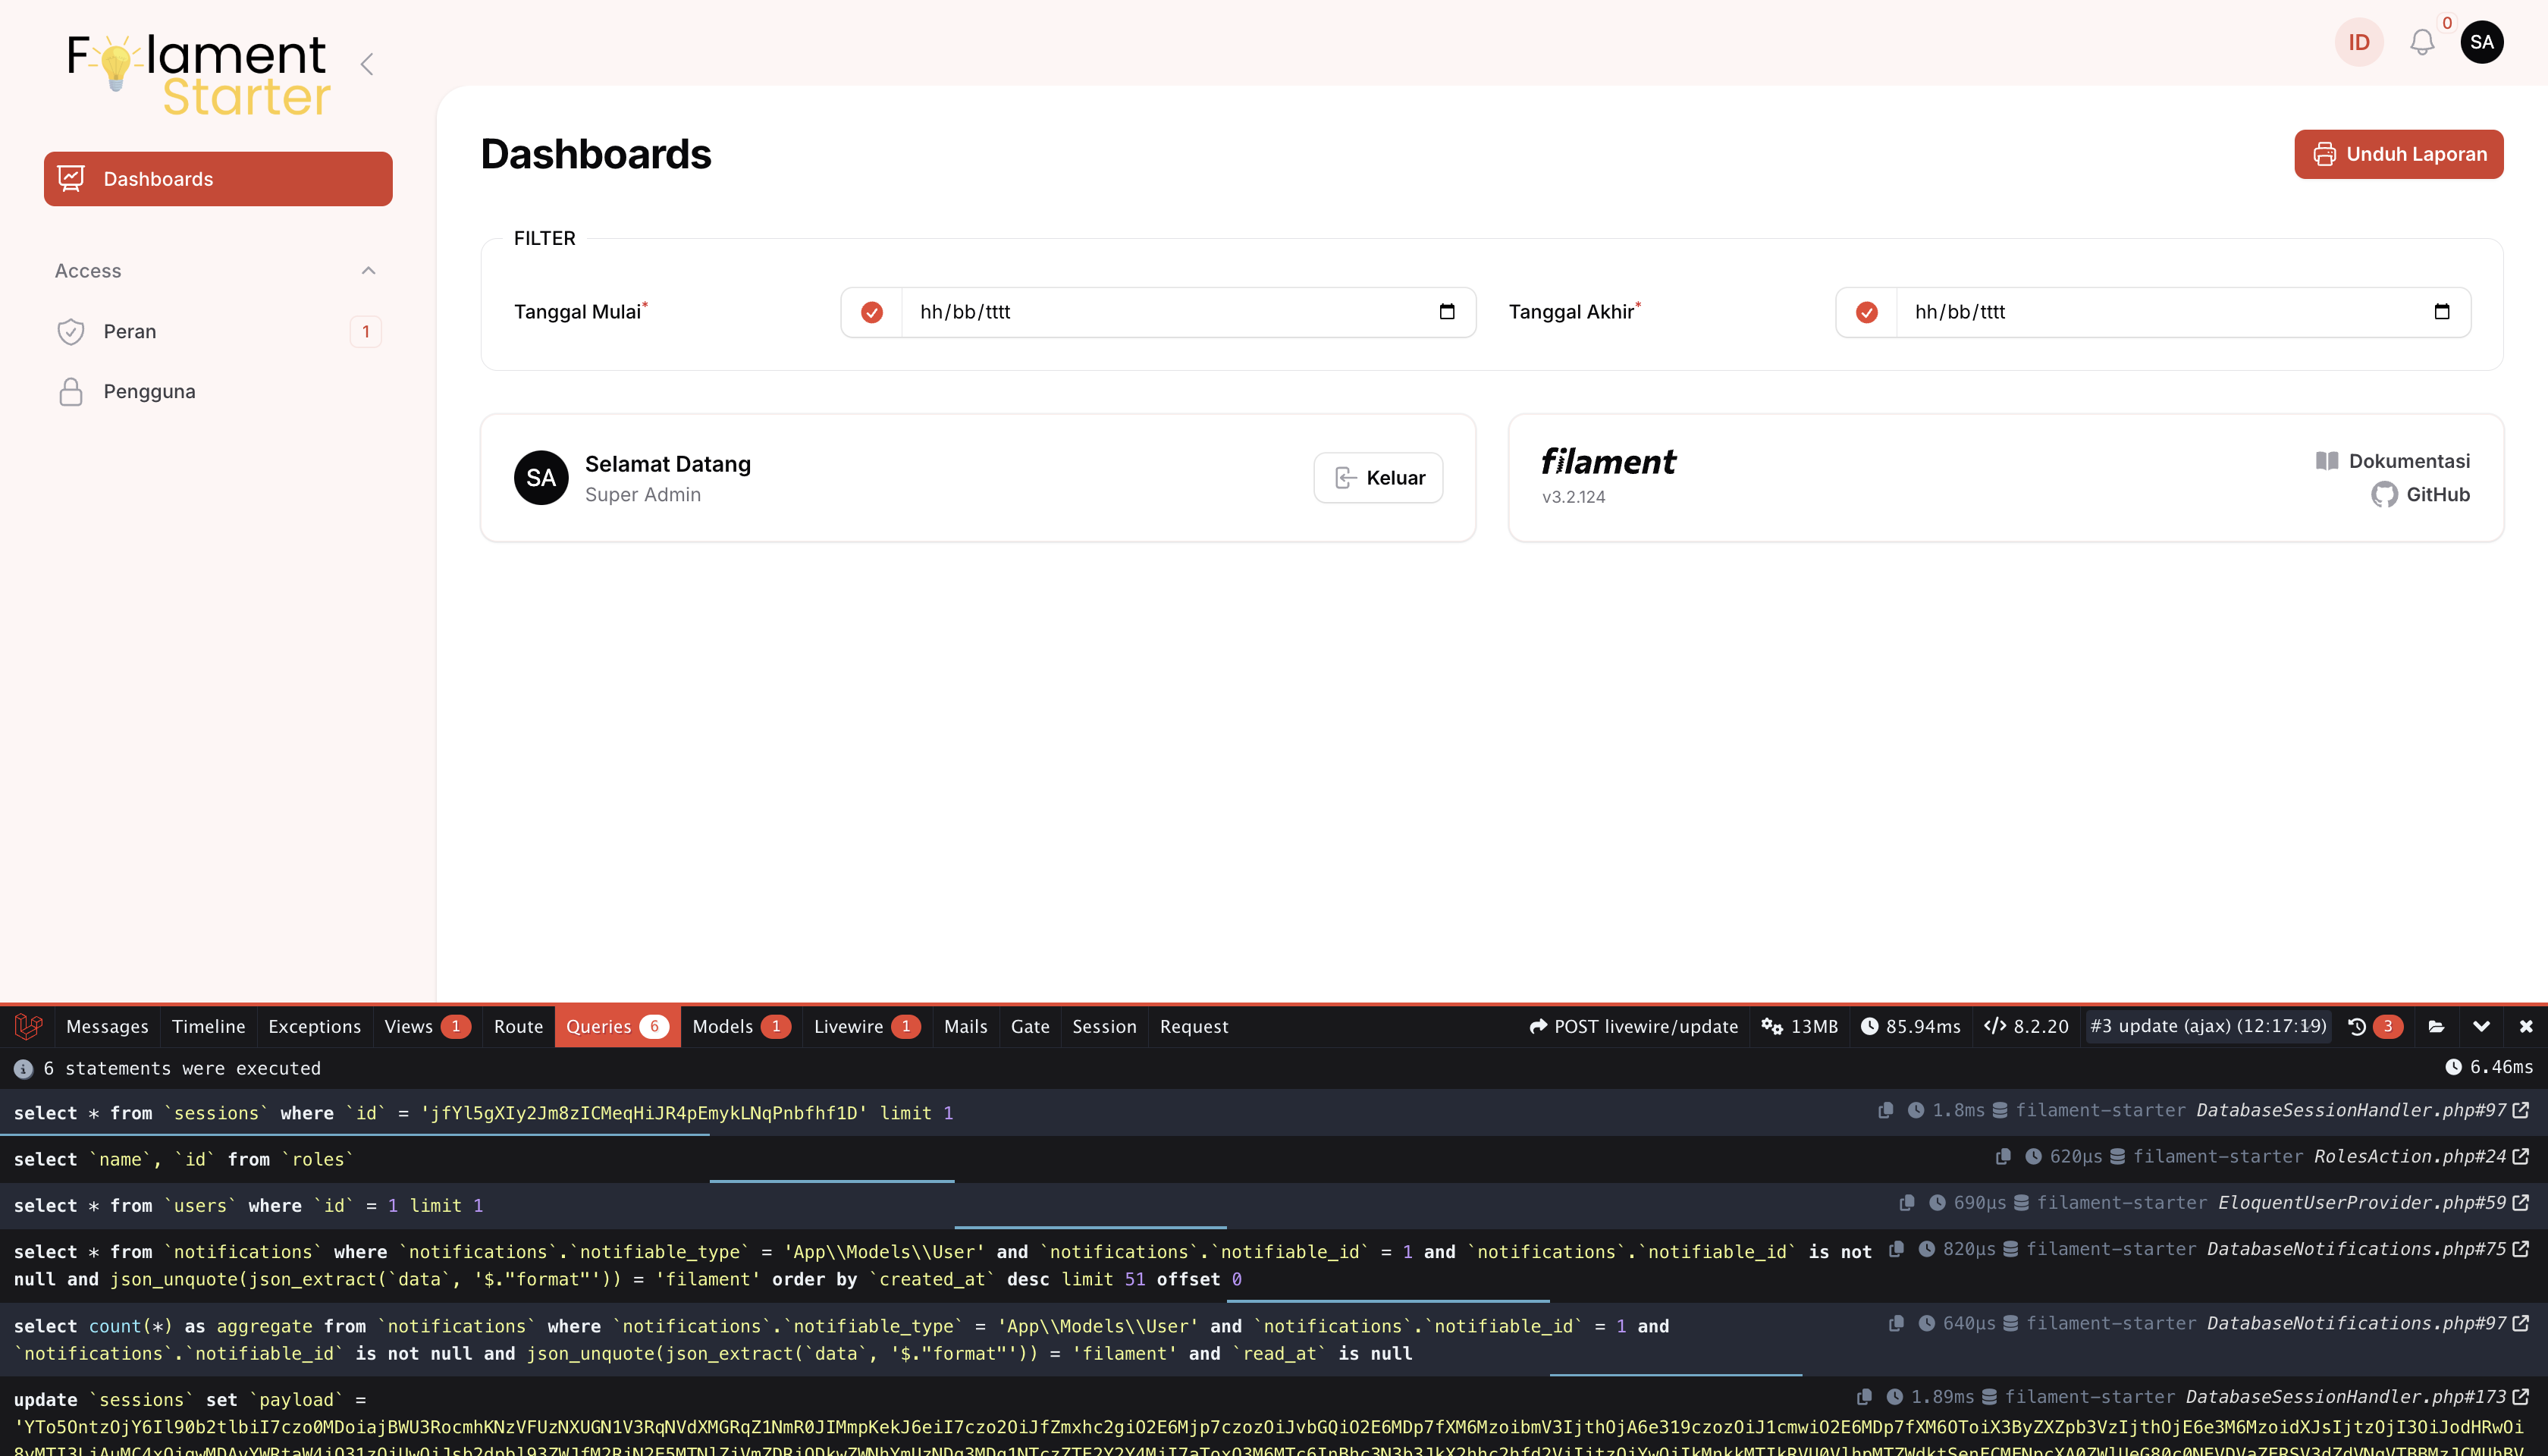 Filament
Starter
ID
0
SA
Dashboards
Access
Peran
1
Pengguna
Dashboards
Unduh Laporan
FILTER
Tanggal Mulai*
hh/bb/tttt
Tanggal Akhir*
hh/bb/tttt
SA
Selamat Datang
Super Admin
Keluar
filament
v3.2.124
Dokumentasi
GitHub
Messages Timeline Exceptions Views 1 Route Queries 6 Models 1 Livewire 1 Mails Gate Session Request POST livewire/update 13MB 85.94ms 8.2.20 #3 update (ajax) (12:17:19) 3
6 statements were executed 6.46ms
select * from `sessions` where `id` = 'jfYl5gXIy2Jm8zICMeqHiJR4pEmykLNqPnbfhf1D' limit 1 1.8ms filament-starter DatabaseSessionHandler.php#97
select `name`, `id` from `roles` 620μs filament-starter RolesAction.php#24
select * from `users` where `id` = 1 limit 1 690μs filament-starter EloquentUserProvider.php#59
select * from `notifications` where `notifications`.`notifiable_type` = 'App\\Models\\User' and `notifications`.`notifiable_id` = 1 and `notifications`.`notifiable_id` is not 820μs filament-starter DatabaseNotifications.php#75
null and json_unquote(json_extract(`data`, '$."format"')) = 'filament' order by `created_at` desc limit 51 offset 0
select count(*) as aggregate from `notifications` where `notifications`.`notifiable_type` = 'App\\Models\\User' and `notifications`.`notifiable_id` = 1 and 640μs filament-starter DatabaseNotifications.php#97
`notifications`.`notifiable_id` is not null and json_unquote(json_extract(`data`, '$."format"')) = 'filament' and `read_at` is null
update `sessions` set `payload` = 1.89ms filament-starter DatabaseSessionHandler.php#173